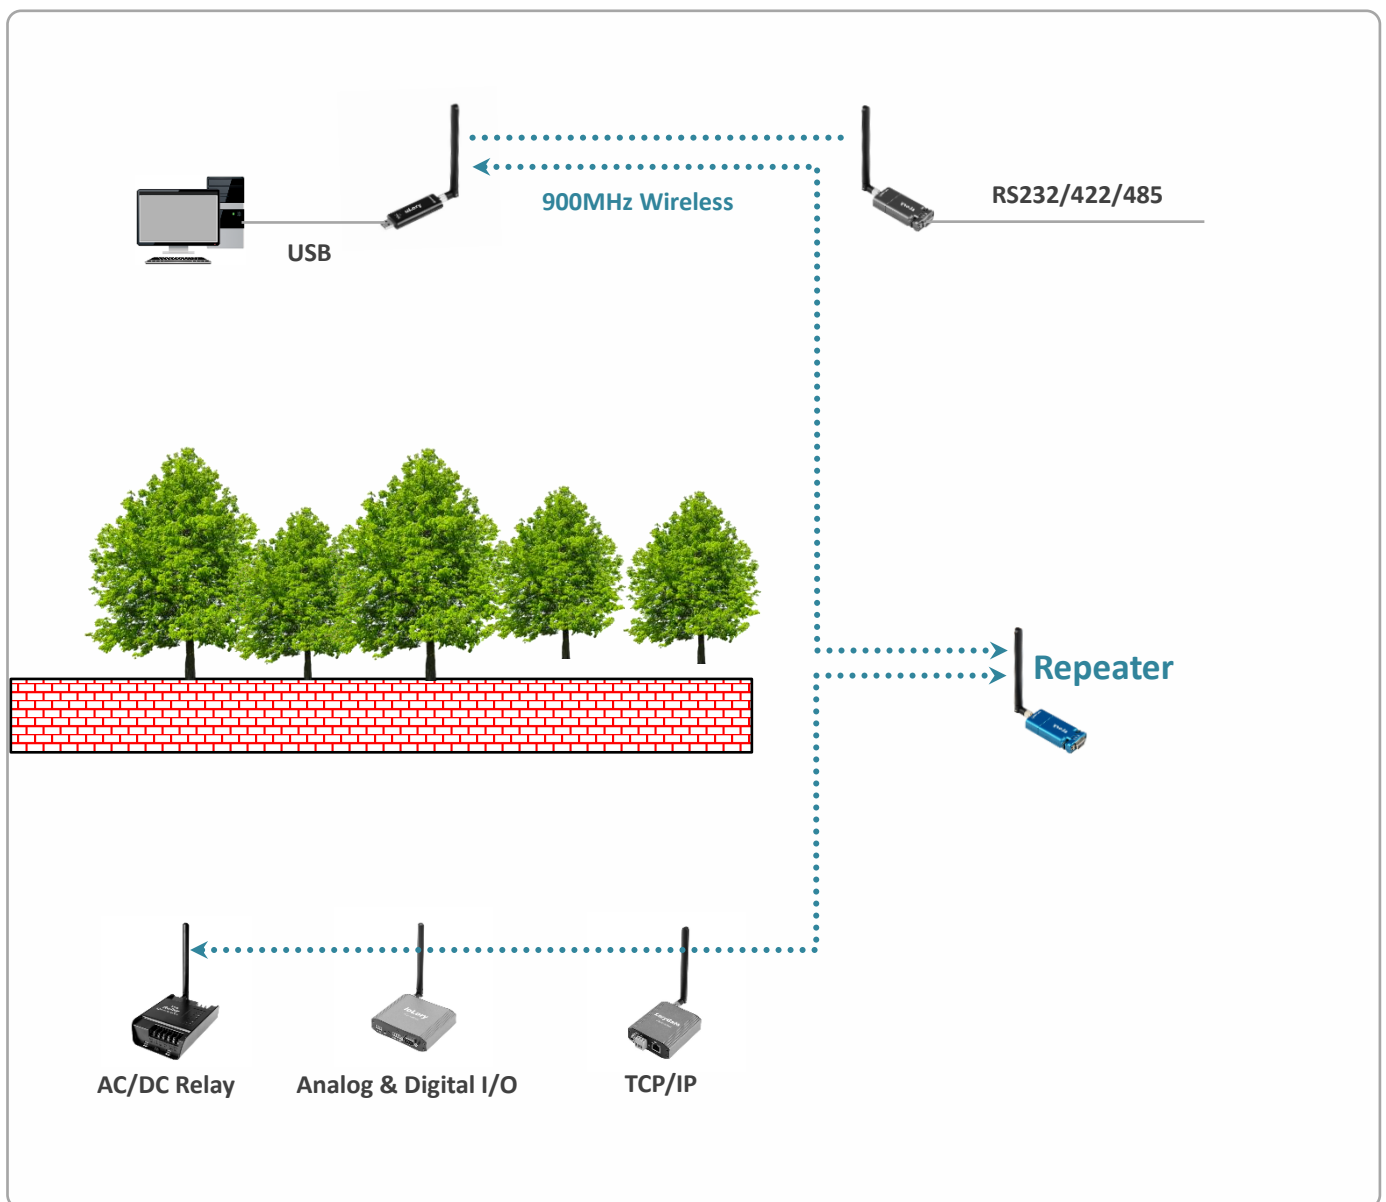 RS232/422/485
900MHz Wireless
USB
Repeater
AC/DC Relay
Analog & Digital I/O
TCP/IP